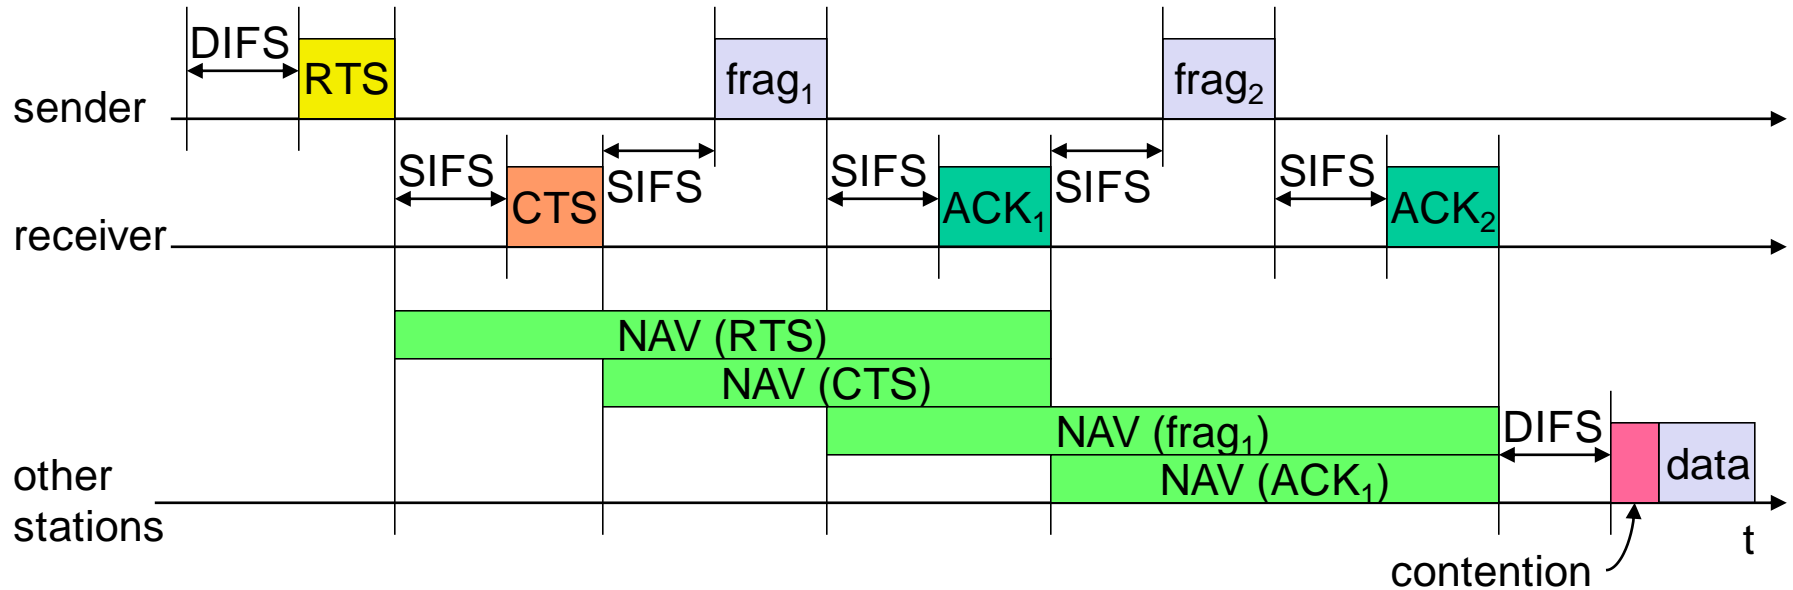 DIFS
RTS
frag₁
frag₂
sender
SIFS
CTS
SIFS
SIFS
ACK₁
SIFS
SIFS
ACK₂
receiver
NAV (RTS)
NAV (CTS)
NAV (frag₁)
DIFS
NAV (ACK₁)
data
other
stations
t
contention